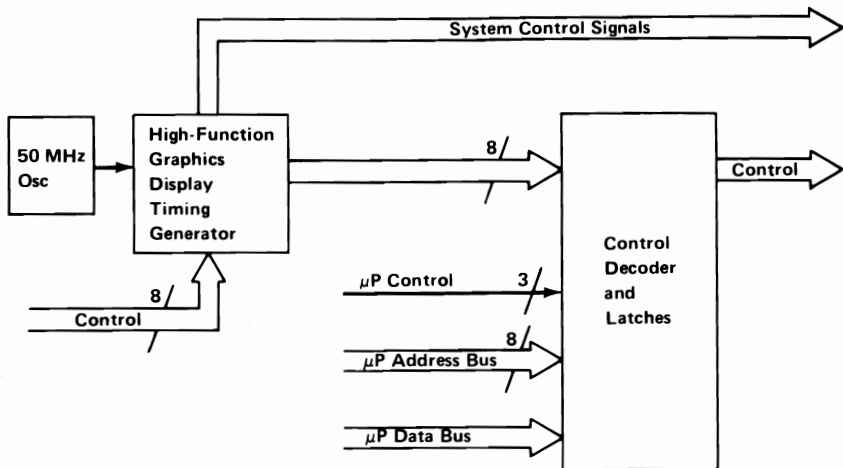 System Control Signals
50 MHz
Osc
High-Function
Graphics
Display
Timing
Generator
8
Control
8
Control
μP Control
3
8
μP Address Bus
μP Data Bus
Control
Decoder
and
Latches